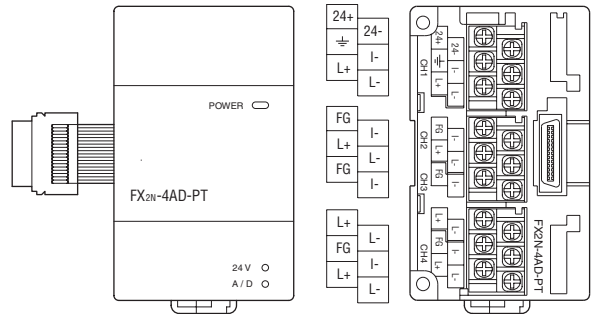 POWER
FX2N-4AD-PT
24 V
A / D
24+
24-
I-
L+
L-
FG
I-
L+
L-
FG
I-
L+
L-
FG
I-
L+
L-
24+
24-
I-
L+
L-
CH1
FG
I-
L+
L-
CH2
FG
I-
CH3
L+
L-
FG
I-
L+
L-
CH4
FX2N-4AD-PT